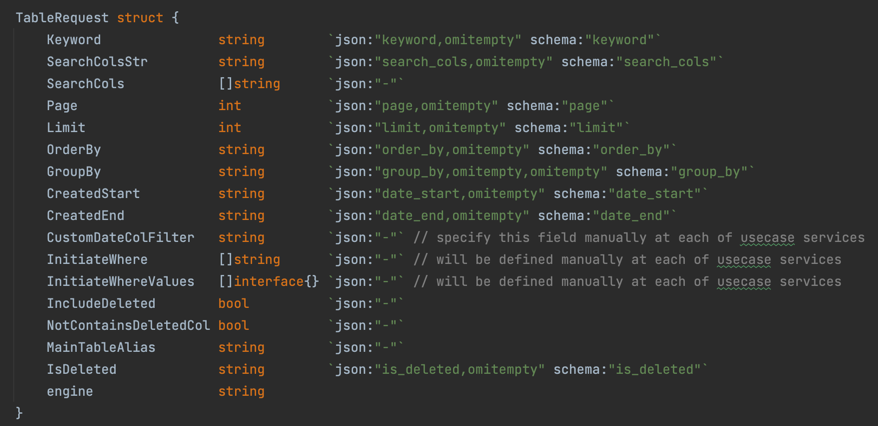 TableRequest struct {
Keyword string `json:"keyword,omitempty" schema:"keyword"`
SearchColsStr string `json:"search_cols,omitempty" schema:"search_cols"`
SearchCols []string `json:"-"`
Page int `json:"page,omitempty" schema:"page"`
Limit int `json:"limit,omitempty" schema:"limit"`
OrderBy string `json:"order_by,omitempty" schema:"order_by"`
GroupBy string `json:"group_by,omitempty,omitempty" schema:"group_by"`
CreatedStart string `json:"date_start,omitempty" schema:"date_start"`
CreatedEnd string `json:"date_end,omitempty" schema:"date_end"`
CustomDateColFilter string `json:"-"` // specify this field manually at each of usecase services
InitiateWhere []string `json:"-"` // will be defined manually at each of usecase services
InitiateWhereValues []interface{} `json:"-"` // will be defined manually at each of usecase services
IncludeDeleted bool `json:"-"`
NotContainsDeletedCol bool `json:"-"`
MainTableAlias string `json:"-"`
IsDeleted string `json:"is_deleted,omitempty" schema:"is_deleted"`
engine string
}